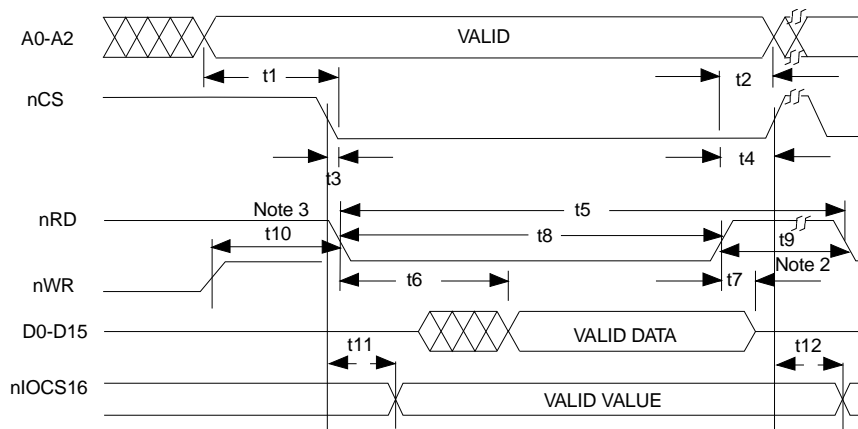 A0-A2 VALID
t1 t2
nCS
t3 t4
nRD Note 3 t5
t10 t8 t9
nWR t6 t7 Note 2
D0-D15 VALID DATA
t11 t12
nIOCS16 VALID VALUE